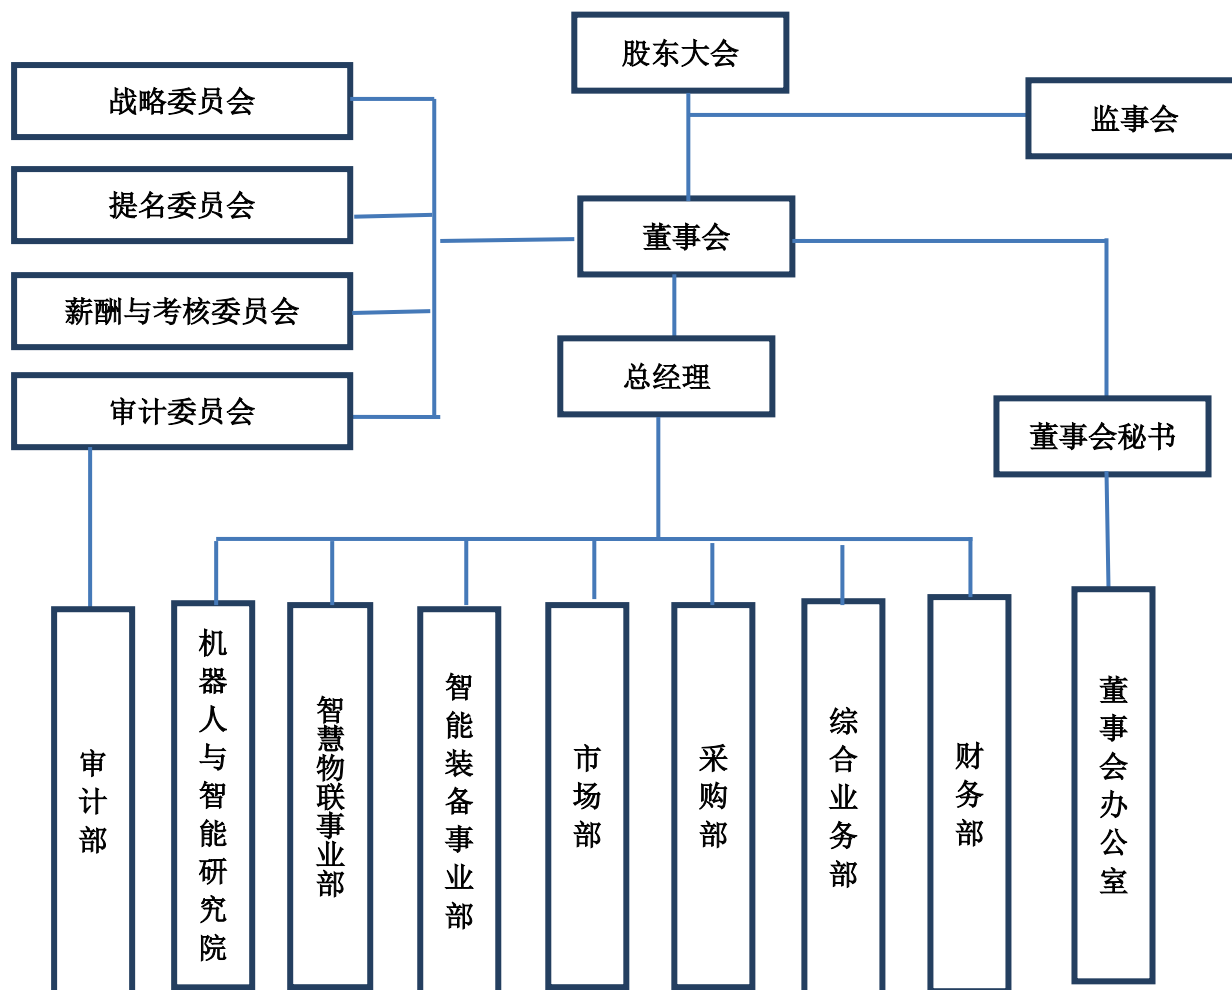 股东大会
战略委员会
监事会
提名委员会
董事会
薪酬与考核委员会
总经理
审计委员会
董事会秘书
审计部
机器人与智能研究院
智慧物联事业部
智能装备事业部
市场部
采购部
综合业务部
财务部
董事会办公室